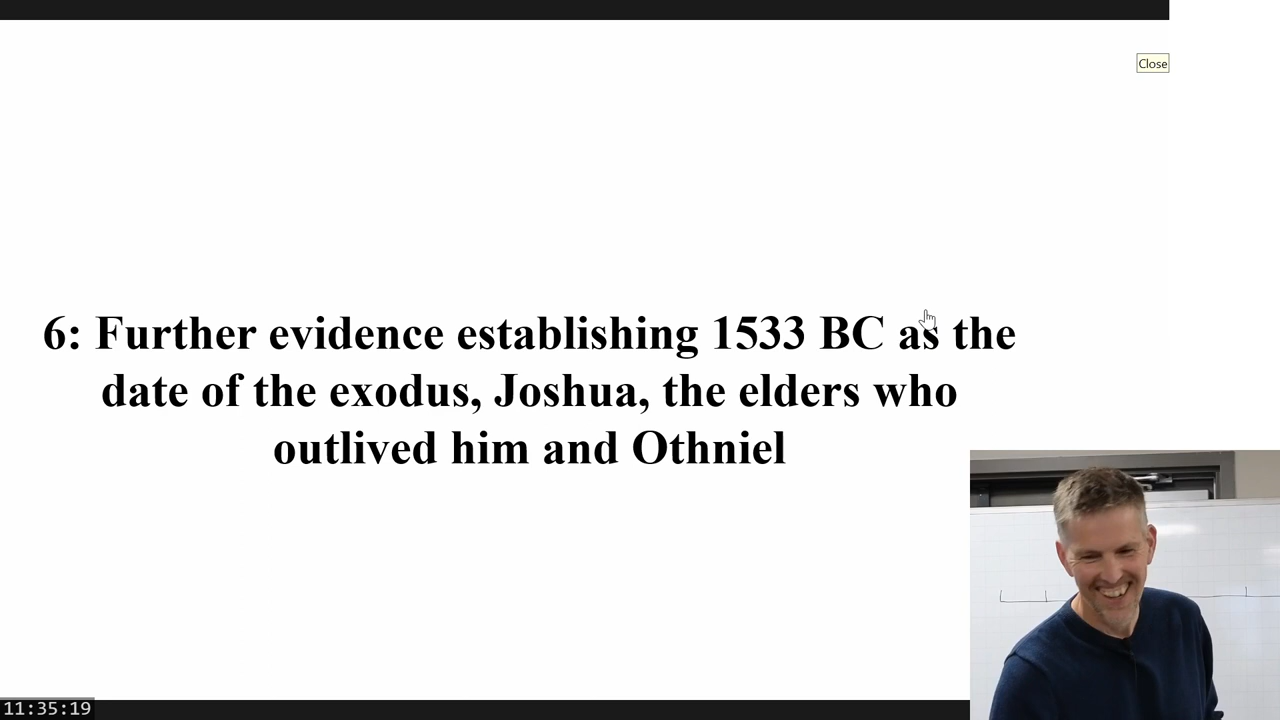 Close
6: Further evidence establishing 1533 BC as the
date of the exodus, Joshua, the elders who
outlived him and Othniel
11:35:19